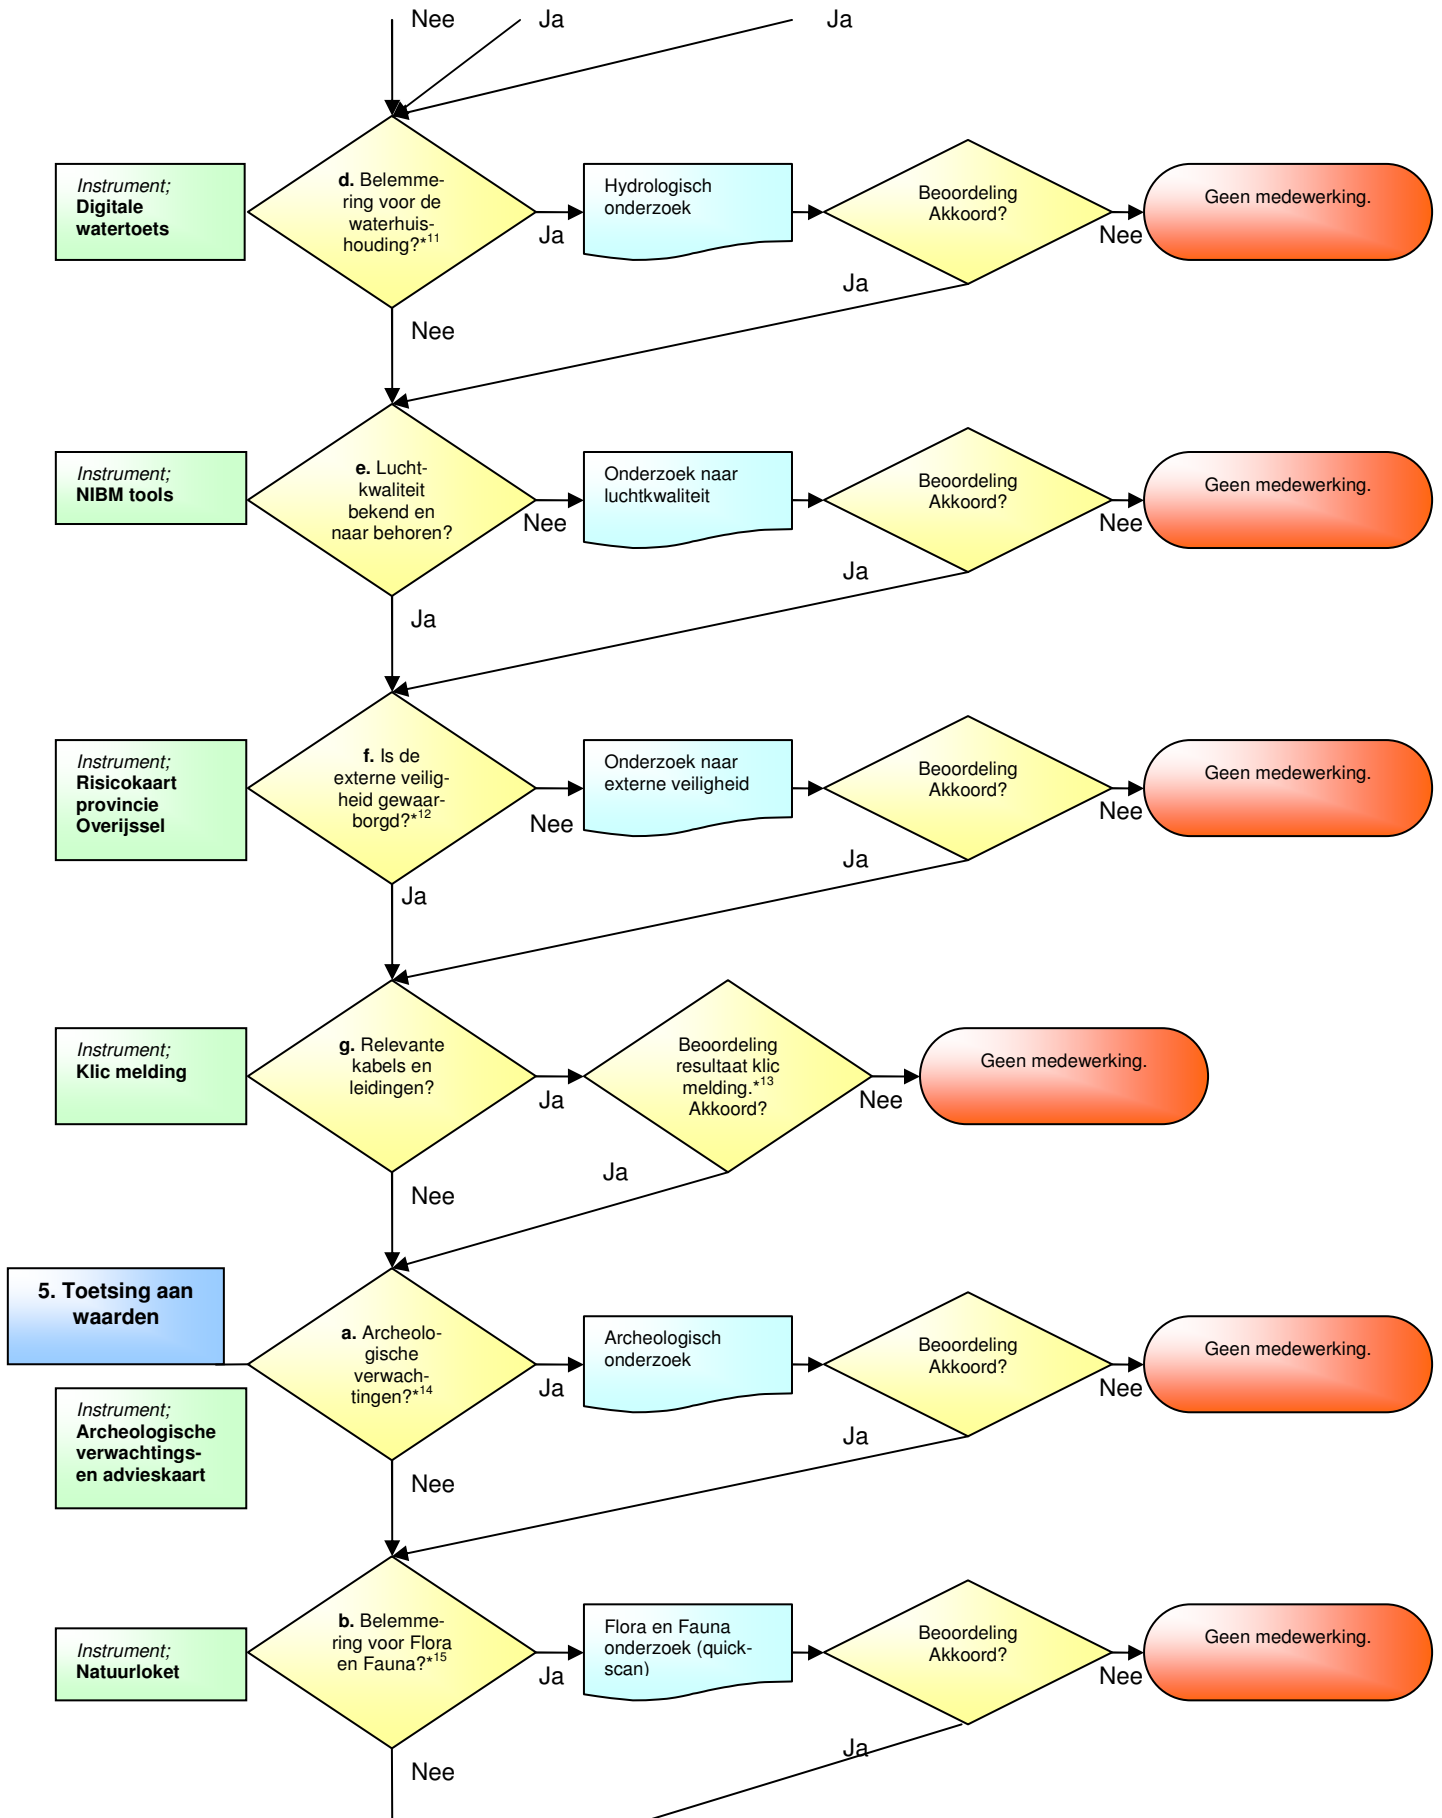 Nee
Ja
Ja
Instrument;
Digitale
watertoets
d. Belemme-
ring voor de
waterhuis-
houding?*11
Ja
Hydrologisch
onderzoek
Beoordeling
Akkoord?
Nee
Geen medewerking.
Ja
Nee
Instrument;
NIBM tools
e. Lucht-
kwaliteit
bekend en
naar behoren?
Nee
Onderzoek naar
luchtkwaliteit
Beoordeling
Akkoord?
Nee
Geen medewerking.
Ja
Ja
Instrument;
Risicokaart
provincie
Overijssel
f. Is de
externe veilig-
heid gewaar-
borgd?*12
Nee
Onderzoek naar
externe veiligheid
Beoordeling
Akkoord?
Nee
Geen medewerking.
Ja
Ja
Instrument;
Klic melding
g. Relevante
kabels en
leidingen?
Ja
Beoordeling
resultaat klic
melding.*13
Akkoord?
Nee
Geen medewerking.
Ja
Nee
5. Toetsing aan
waarden
Instrument;
Archeologische
verwachtings-
en advieskaart
a. Archeolo-
gische
verwach-
tingen?*14
Ja
Archeologisch
onderzoek
Beoordeling
Akkoord?
Nee
Geen medewerking.
Ja
Nee
Instrument;
Natuurloket
b. Belemme-
ring voor Flora
en Fauna?*15
Ja
Flora en Fauna
onderzoek (quick-
scan)
Beoordeling
Akkoord?
Nee
Geen medewerking.
Ja
Nee